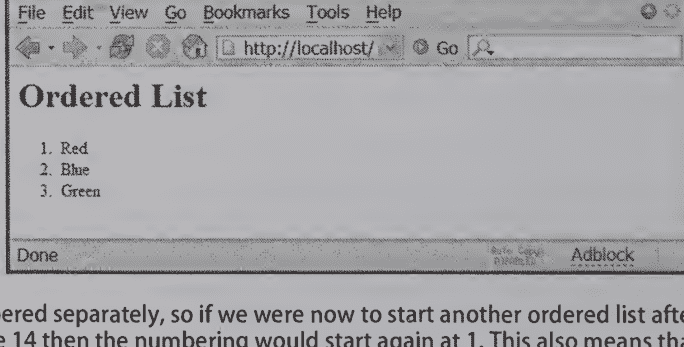 File Edit View Go Bookmarks Tools Help
http://localhost/ Go
Ordered List
1. Red
2. Blue
3. Green
Done Adblock
ered separately, so if we were now to start another ordered list afte
e 14 then the numbering would start again at 1. This also means tha